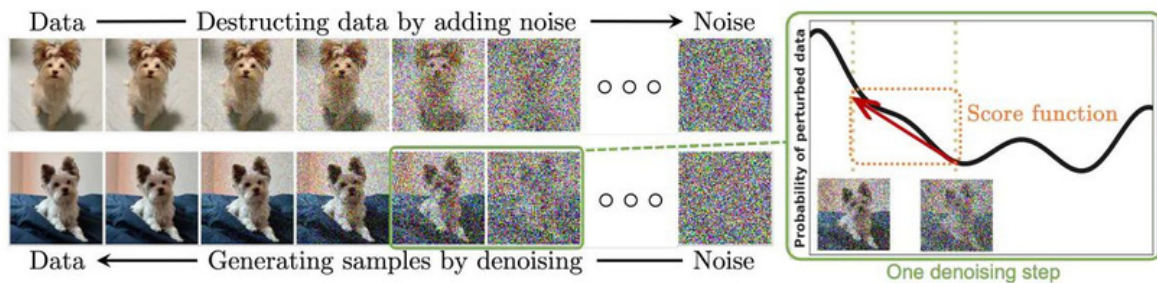 Data
Destructing data by adding noise
Noise
Data
Generating samples by denoising
Noise
Probability of perturbed data
Score function
One denoising step